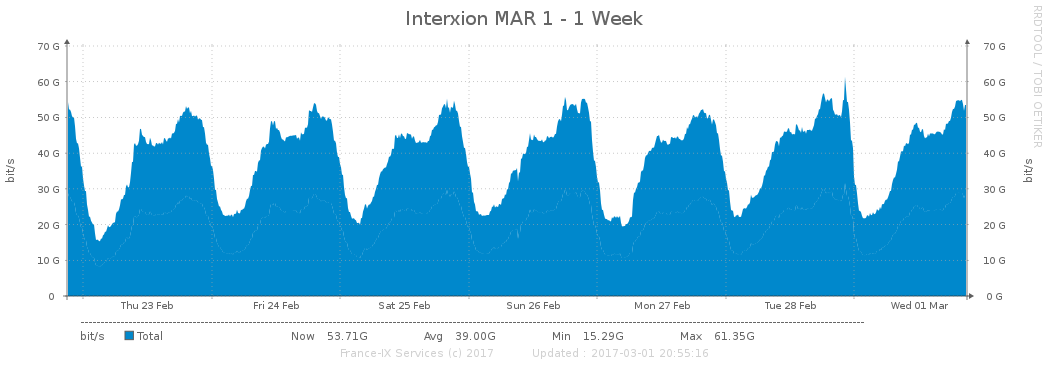 Interxion MAR 1 - 1 Week
RRDTOOL / TOBI OETIKER
bit/s
70 G
60 G
50 G
40 G
30 G
20 G
10 G
0
70 G
60 G
50 G
40 G
30 G
20 G
10 G
0 G
bit/s
Thu 23 Feb Fri 24 Feb Sat 25 Feb Sun 26 Feb Mon 27 Feb Tue 28 Feb Wed 01 Mar
bit/s Total Now 53.71G Avg 39.00G Min 15.29G Max 61.35G
France-IX Services (c) 2017 Updated : 2017-03-01 20:55:16